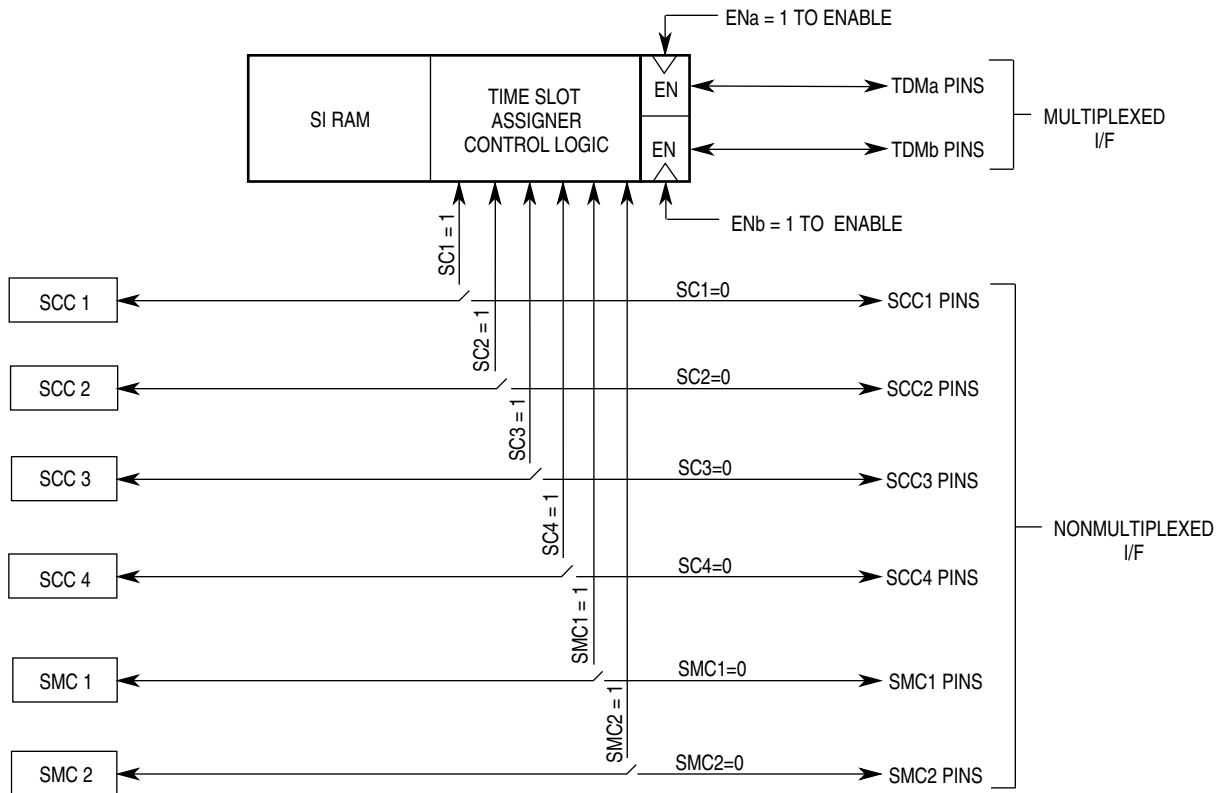 ENa = 1 TO ENABLE
SI RAM
TIME SLOT
ASSIGNER
CONTROL LOGIC
EN
TDMa PINS
MULTIPLEXED
I/F
EN
TDMb PINS
ENb = 1 TO ENABLE
SC1 = 1
SCC 1
SC1=0
SCC1 PINS
SC2 = 1
SCC 2
SC2=0
SCC2 PINS
SC3 = 1
SCC 3
SC3=0
SCC3 PINS
SC4 = 1
NONMULTIPLEXED
I/F
SCC 4
SC4=0
SCC4 PINS
SMC1 = 1
SMC 1
SMC1=0
SMC1 PINS
SMC2 = 1
SMC 2
SMC2=0
SMC2 PINS